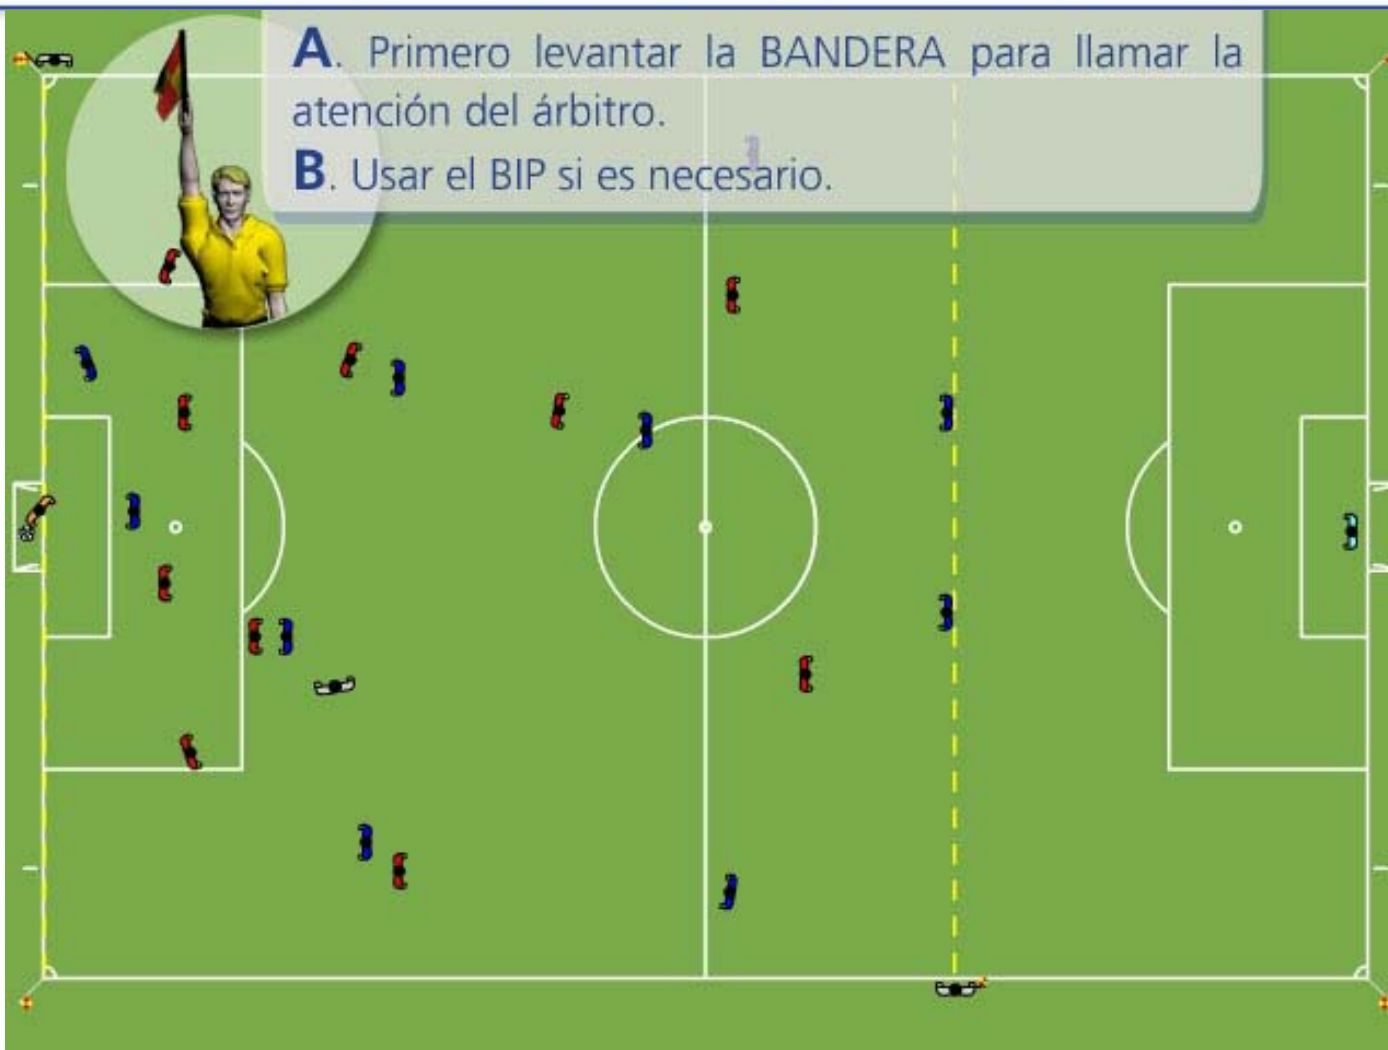 A. Primero levantar la BANDERA para llamar la
atención del árbitro.
B. Usar el BIP si es necesario.